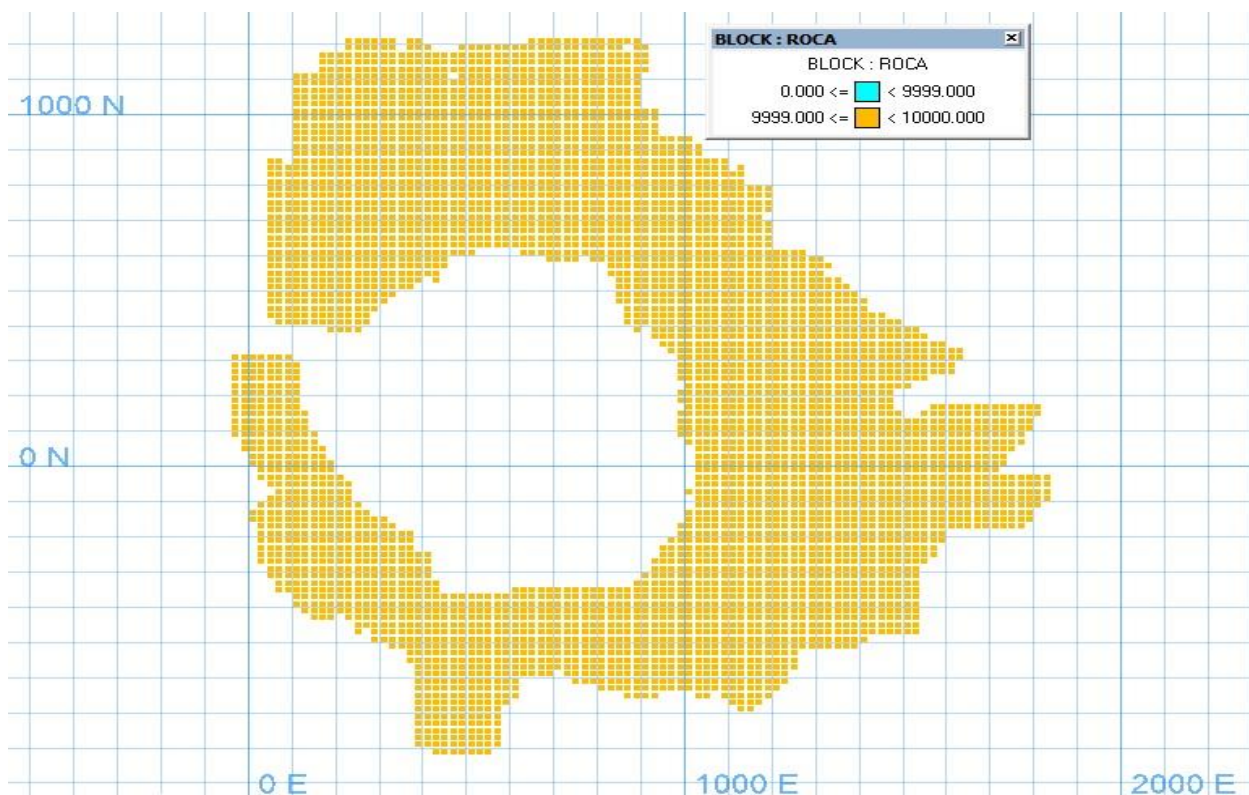 BLOCK : ROCA
BLOCK : ROCA
0.000 <= < 9999.000
9999.000 <= < 10000.000
1000 N
0 N
0 E
1000 E
2000 E